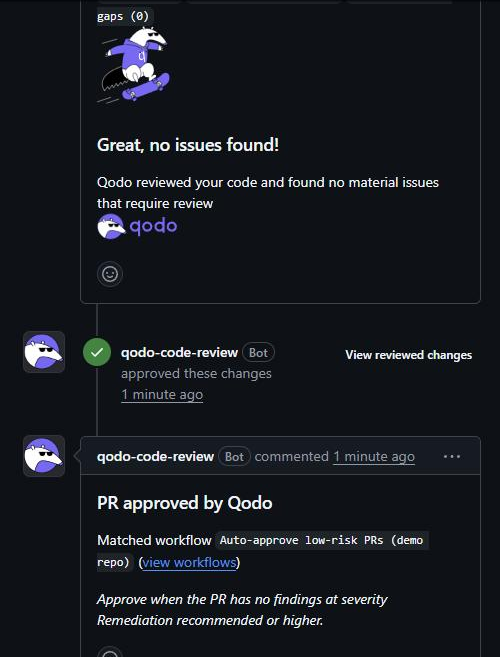 gaps (0)
Great, no issues found!
Qodo reviewed your code and found no material issues
that require review
qodo
qodo-code-review Bot
View reviewed changes
approved these changes
1 minute ago
qodo-code-review Bot commented 1 minute ago
PR approved by Qodo
Matched workflow Auto-approve low-risk PRs (demo
repo) (view workflows)
Approve when the PR has no findings at severity
Remediation recommended or higher.